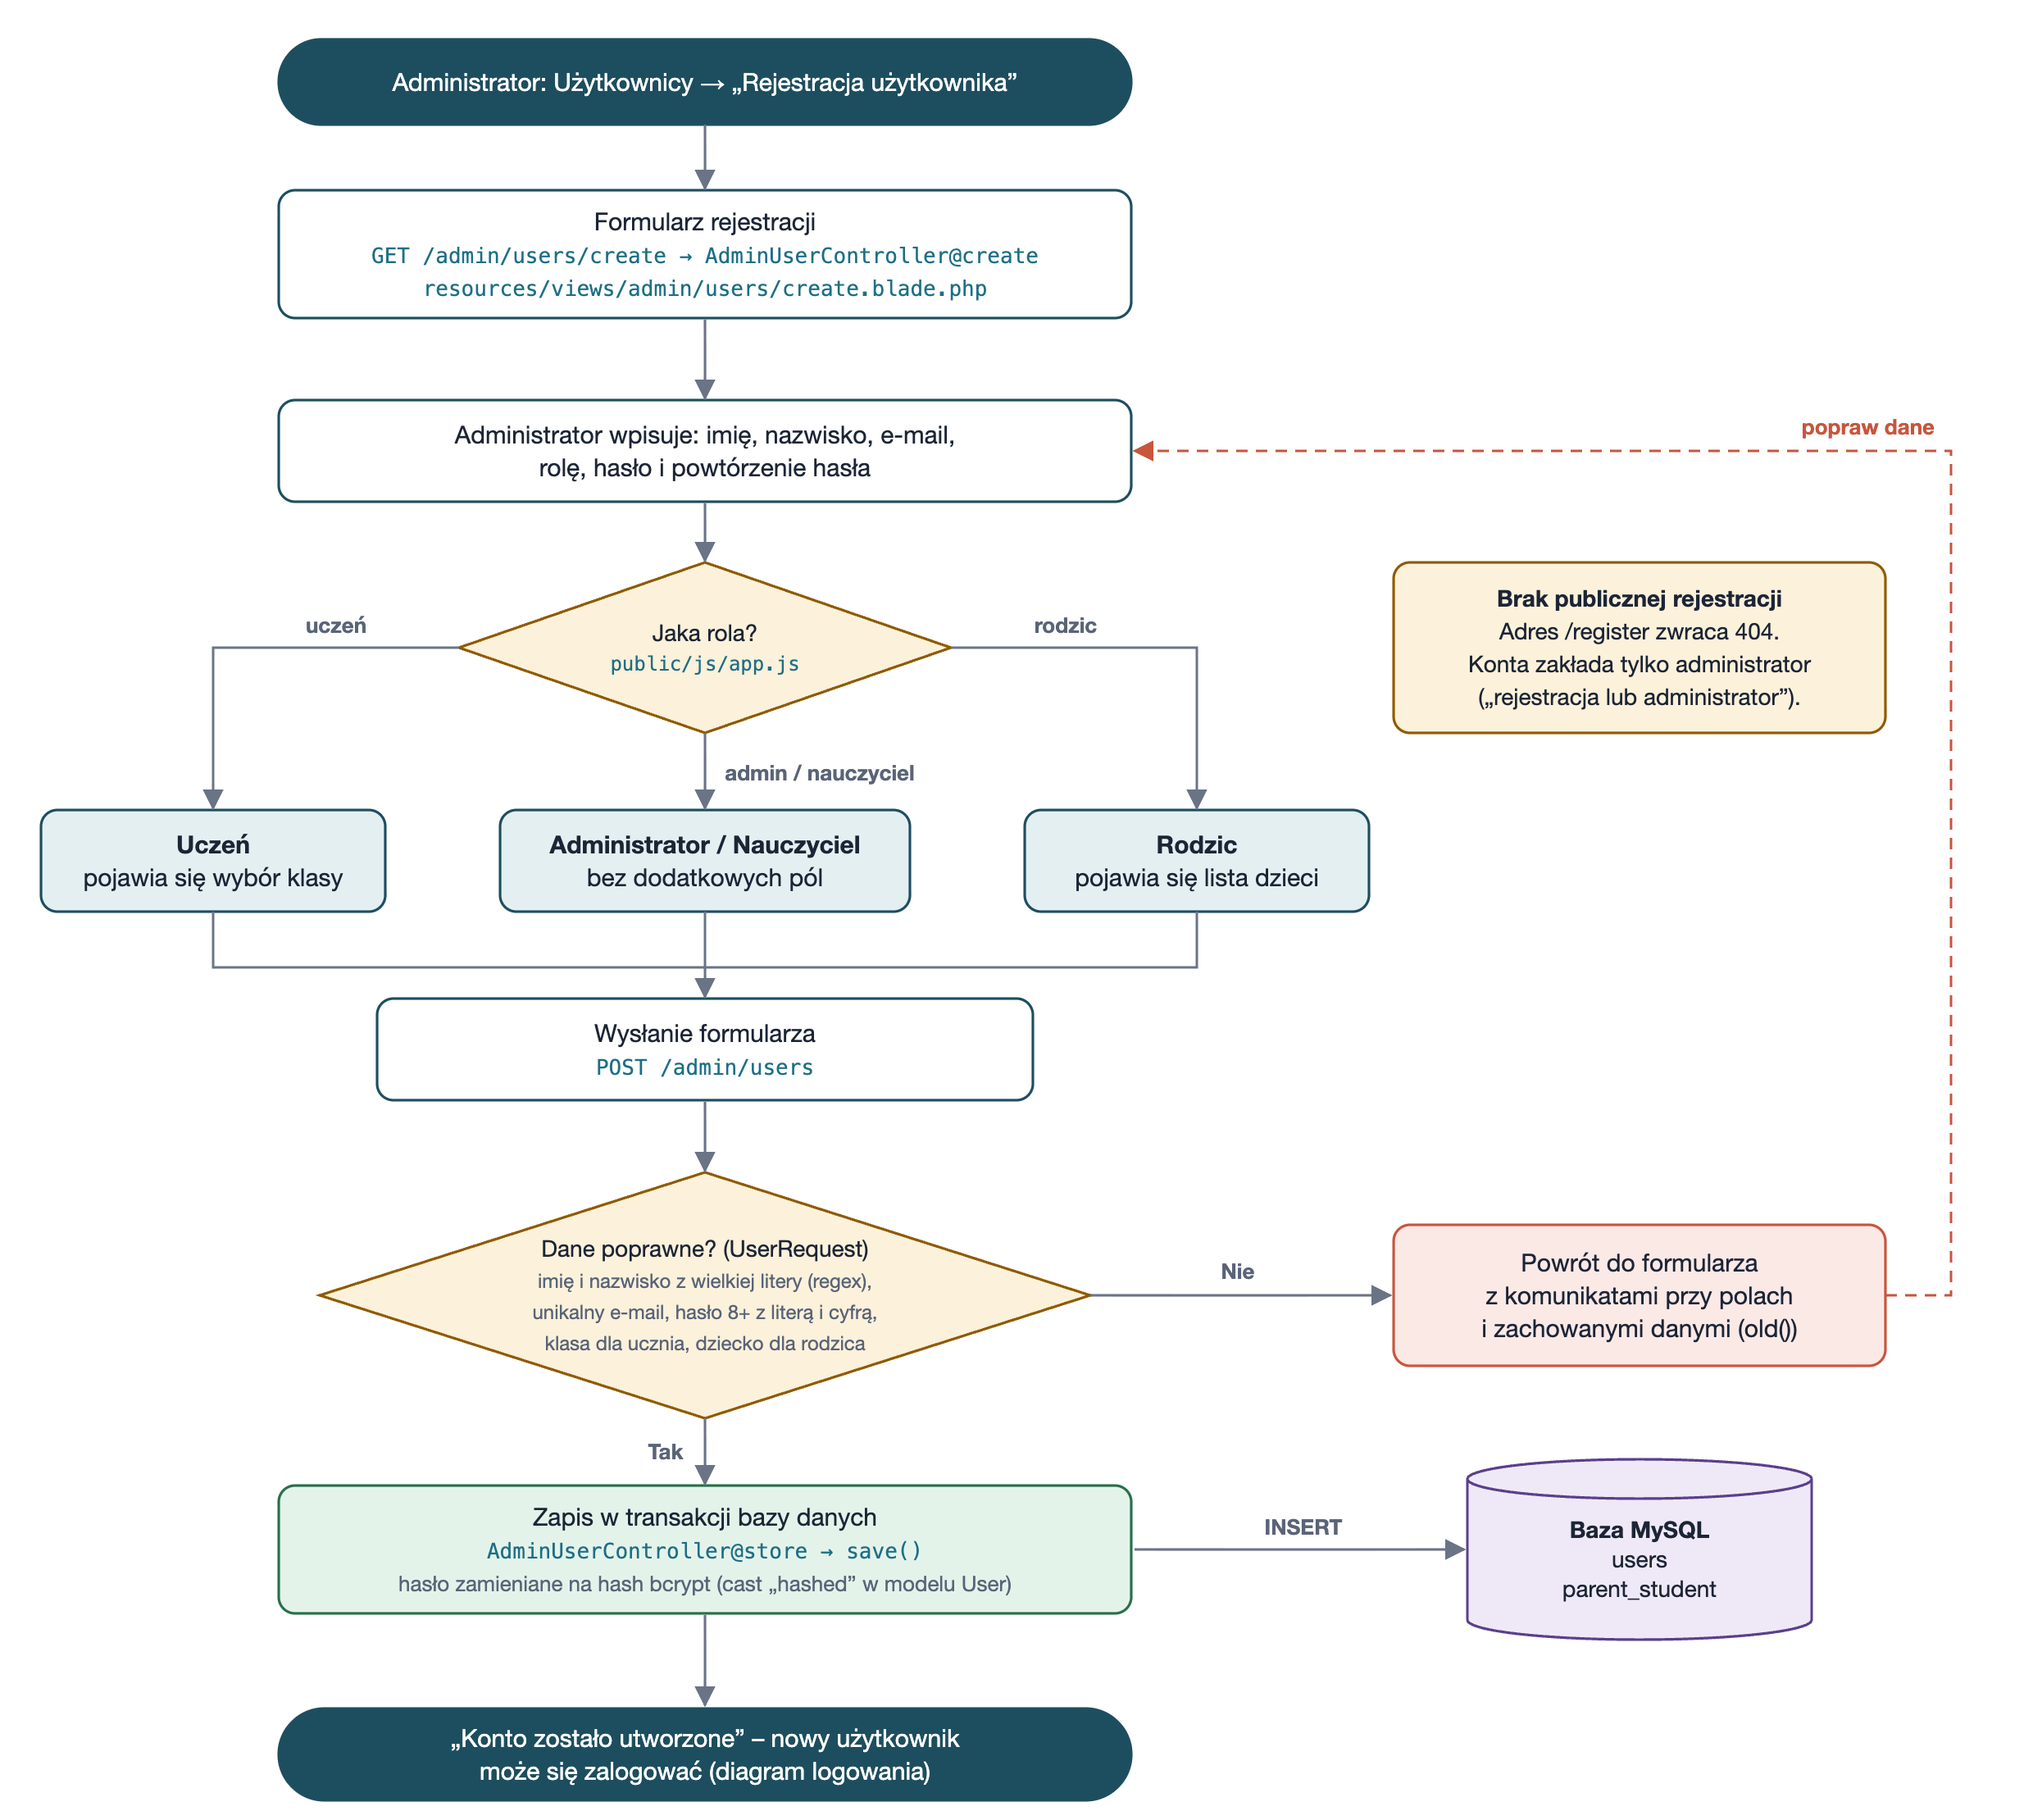 Administrator: Użytkownicy → „Rejestracja użytkownika”
Formularz rejestracji
GET /admin/users/create → AdminUserController@create
resources/views/admin/users/create.blade.php
Administrator wpisuje: imię, nazwisko, e-mail,
rolę, hasło i powtórzenie hasła
popraw dane
Brak publicznej rejestracji
Adres /register zwraca 404.
Konta zakłada tylko administrator
(„rejestracja lub administrator”).
uczeń
Jaka rola?
public/js/app.js
rodzic
admin / nauczyciel
Uczeń
pojawia się wybór klasy
Administrator / Nauczyciel
bez dodatkowych pól
Rodzic
pojawia się lista dzieci
Wysłanie formularza
POST /admin/users
Dane poprawne? (UserRequest)
imię i nazwisko z wielkiej litery (regex),
unikalny e-mail, hasło 8+ z literą i cyfrą,
klasa dla ucznia, dziecko dla rodzica
Nie
Powrót do formularza
z komunikatami przy polach
i zachowanymi danymi (old())
Tak
Zapis w transakcji bazy danych
AdminUserController@store → save()
hasło zamieniane na hash bcrypt (cast „hashed” w modelu User)
INSERT
Baza MySQL
users
parent_student
„Konto zostało utworzone” – nowy użytkownik
może się zalogować (diagram logowania)